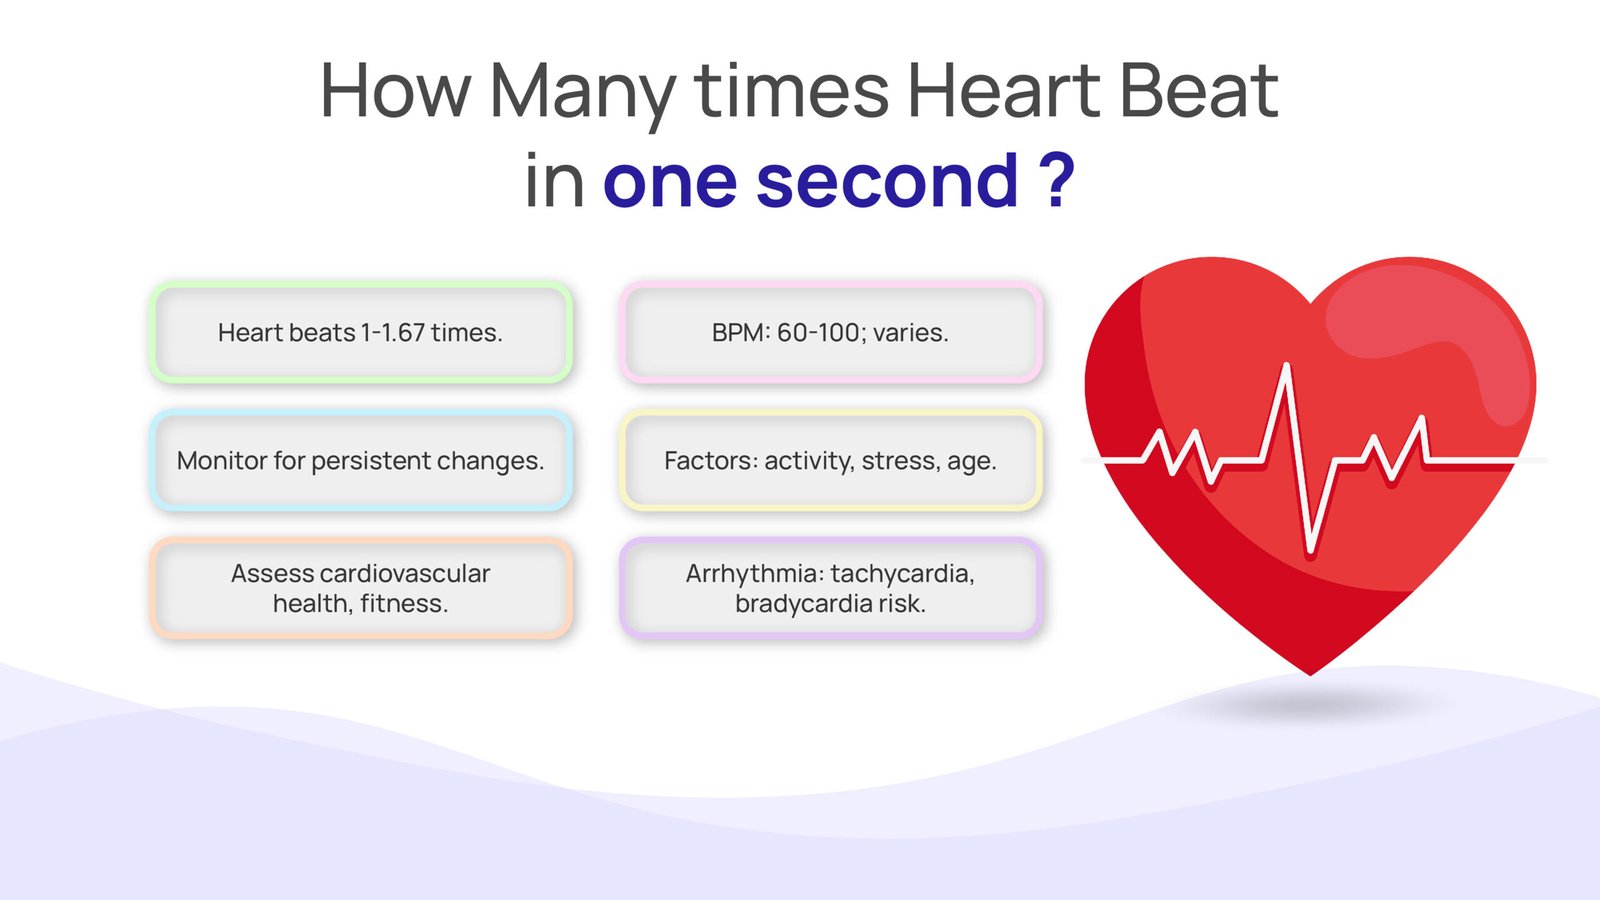 How Many times Heart Beat
in one second ?
Heart beats 1-1.67 times.
BPM: 60-100; varies.
Monitor for persistent changes.
Factors: activity, stress, age.
Assess cardiovascular
health, fitness.
Arrhythmia: tachycardia,
bradycardia risk.